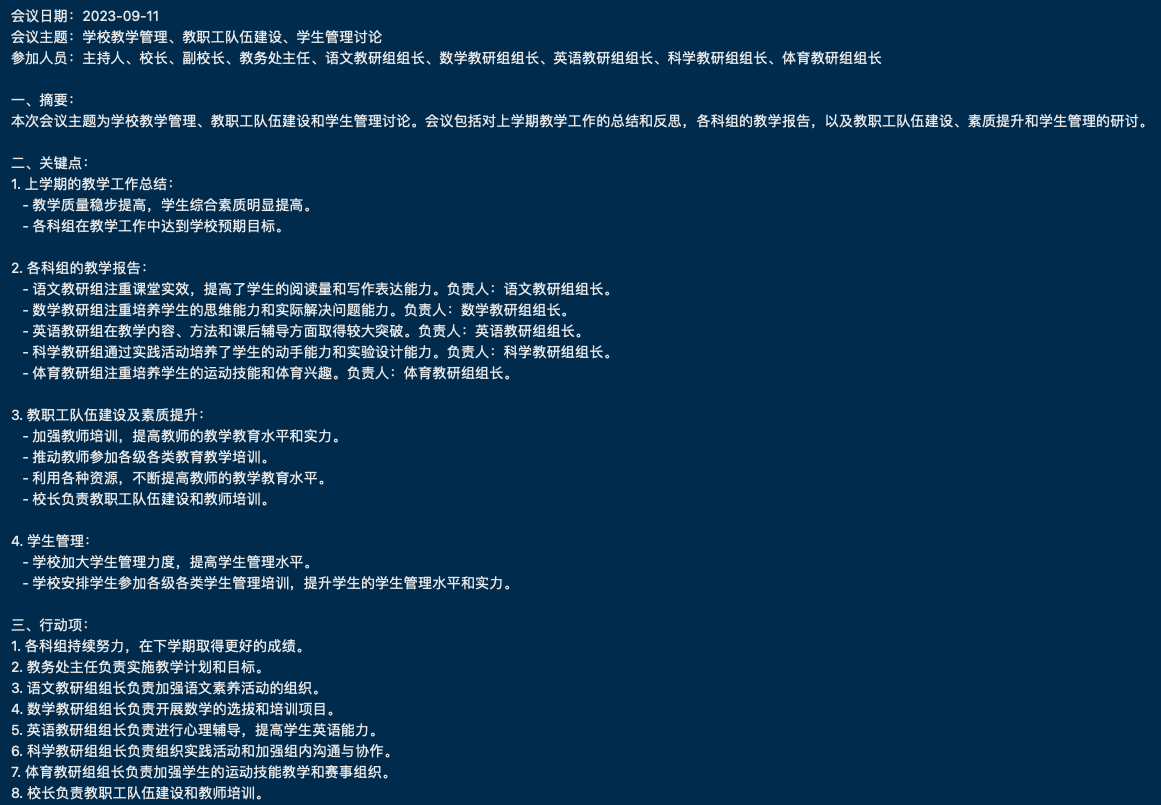 会议日期：2023-09-11
会议主题：学校教学管理、教职工队伍建设、学生管理讨论
参加人员：主持人、校长、副校长、教务处主任、语文教研组组长、数学教研组组长、英语教研组组长、科学教研组组长、体育教研组组长
一、摘要：
本次会议主题为学校教学管理、教职工队伍建设和学生管理讨论。会议包括对上学期教学工作的总结和反思，各科组的教学报告，以及教职工队伍建设、素质提升和学生管理的研讨。
二、关键点：
1. 上学期的教学工作总结：
- 教学质量稳步提高，学生综合素质明显提高。
- 各科组在教学工作中达到学校预期目标。
2. 各科组的教学报告：
- 语文教研组注重课堂实效，提高了学生的阅读量和写作表达能力。负责人：语文教研组组长。
- 数学教研组注重培养学生的思维能力和实际解决问题能力。负责人：数学教研组组长。
- 英语教研组在教学内容、方法和课后辅导方面取得较大突破。负责人：英语教研组组长。
- 科学教研组通过实践活动培养了学生的动手能力和实验设计能力。负责人：科学教研组组长。
- 体育教研组注重培养学生的运动技能和体育兴趣。负责人：体育教研组组长。
3. 教职工队伍建设及素质提升：
- 加强教师培训，提高教师的教学教育水平和实力。
- 推动教师参加各级各类教育教学培训。
- 利用各种资源，不断提高教师的教学教育水平。
- 校长负责教职工队伍建设和教师培训。
4. 学生管理：
- 学校加大学生管理力度，提高学生管理水平。
- 学校安排学生参加各级各类学生管理培训，提升学生的学生管理水平和实力。
三、行动项：
1. 各科组持续努力，在下学期取得更好的成绩。
2. 教务处主任负责实施教学计划和目标。
3. 语文教研组组长负责加强语文素养活动的组织。
4. 数学教研组组长负责开展数学的选拔和培训项目。
5. 英语教研组组长负责进行心理辅导，提高学生英语能力。
6. 科学教研组组长负责组织实践活动和加强组内沟通与协作。
7. 体育教研组组长负责加强学生的运动技能教学和赛事组织。
8. 校长负责教职工队伍建设和教师培训。